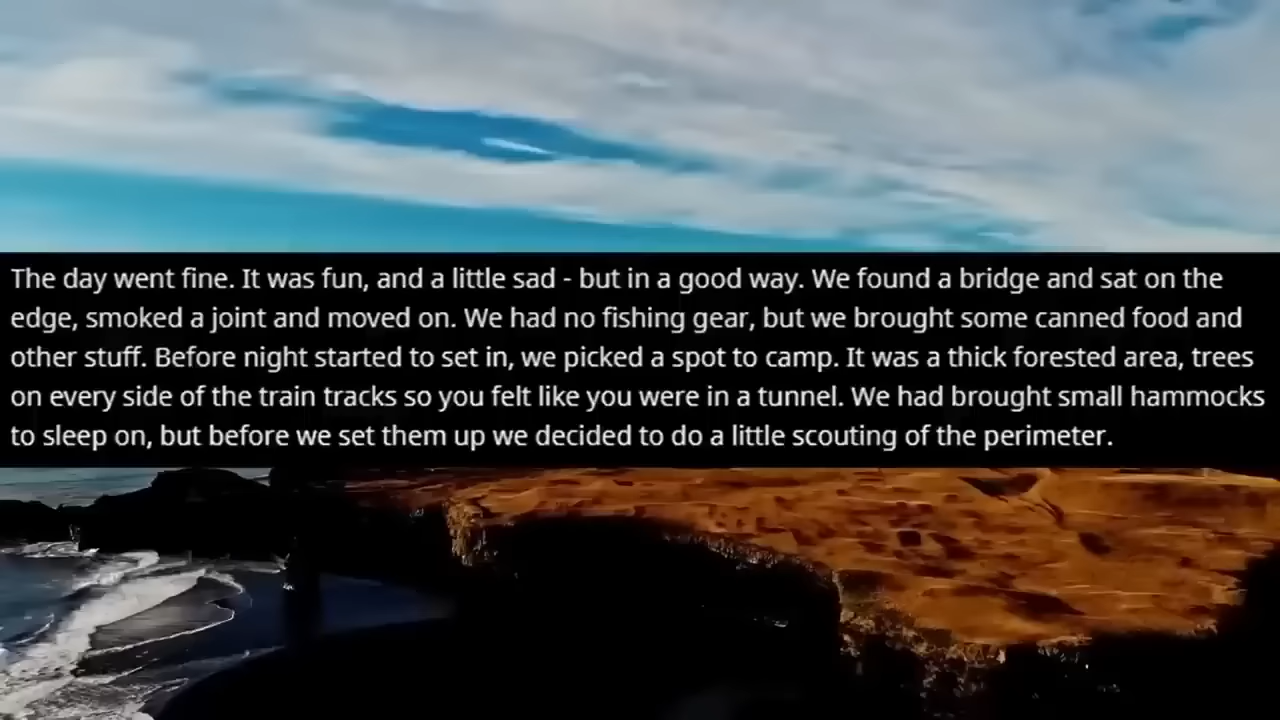 The day went fine. It was fun, and a little sad - but in a good way. We found a bridge and sat on the
edge, smoked a joint and moved on. We had no fishing gear, but we brought some canned food and
other stuff. Before night started to set in, we picked a spot to camp. It was a thick forested area, trees
on every side of the train tracks so you felt like you were in a tunnel. We had brought small hammocks
to sleep on, but before we set them up we decided to do a little scouting of the perimeter.